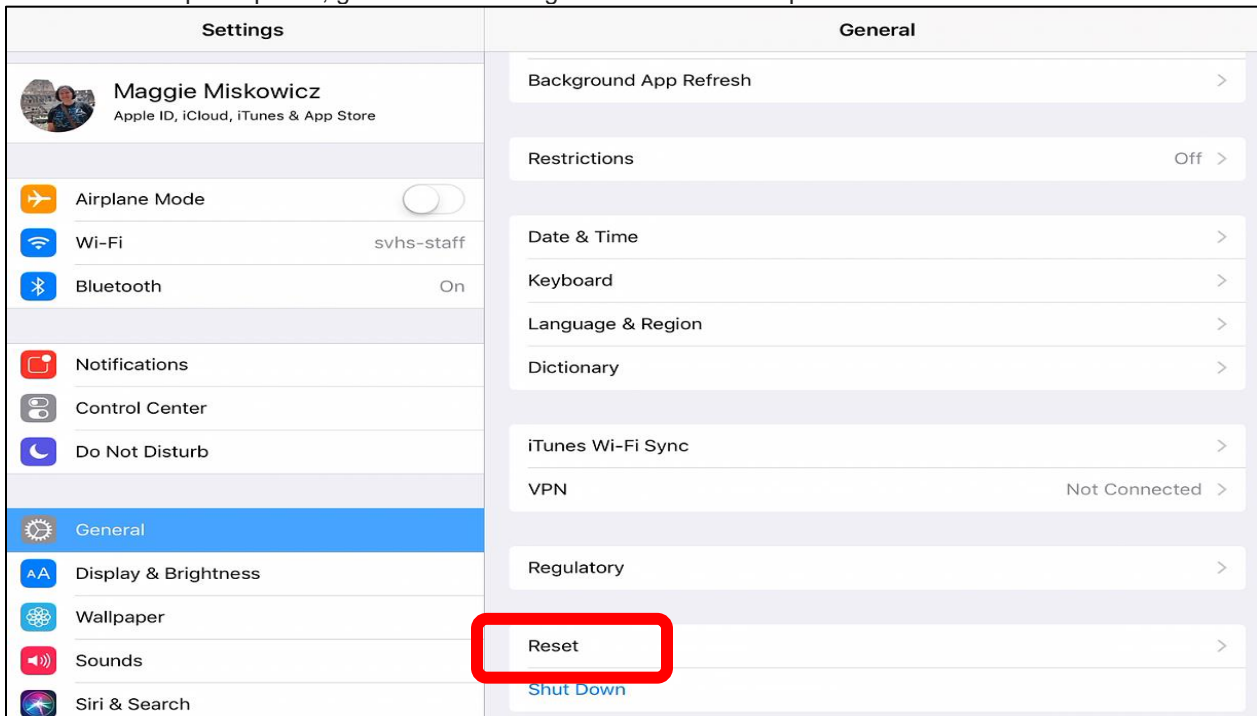 Settings
General
Maggie Miskowicz
Apple ID, iCloud, iTunes & App Store
Airplane Mode
Wi-Fi svhs-staff
Bluetooth On
Notifications
Control Center
Do Not Disturb
General
AA Display & Brightness
Wallpaper
Sounds
Siri & Search
Background App Refresh
Restrictions Off
Date & Time
Keyboard
Language & Region
Dictionary
iTunes Wi-Fi Sync
VPN Not Connected
Regulatory
Reset
Shut Down